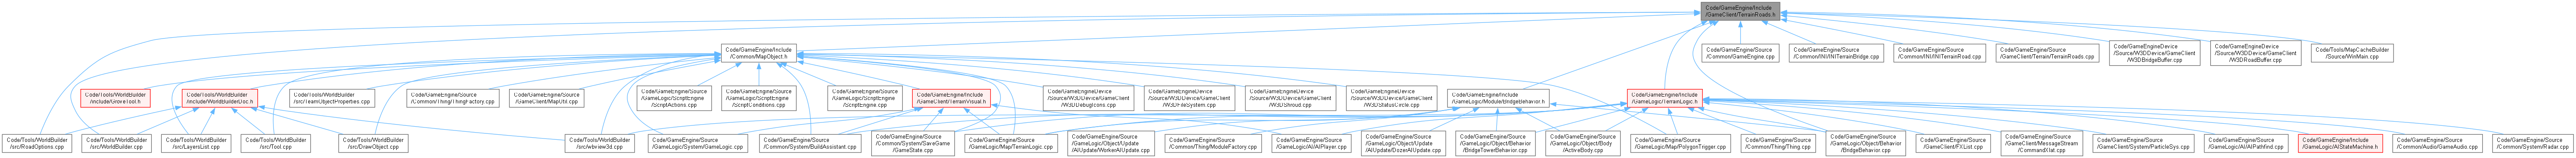 Code/GameEngine/Include
/GameClient/TerrainRoads.h
Code/GameEngine/Include
/Common/MapObject.h
Code/GameEngine/Source
/Common/GameEngine.cpp
Code/GameEngine/Source
/Common/INI/INITerrainBridge.cpp
Code/GameEngine/Source
/Common/INI/INITerrainRoad.cpp
Code/GameEngine/Source
/GameClient/Terrain/TerrainRoads.cpp
Code/GameEngineDevice
/Source/W3DDevice/GameClient
/W3DBridgeBuffer.cpp
Code/GameEngineDevice
/Source/W3DDevice/GameClient
/W3DRoadBuffer.cpp
Code/Tools/MapCacheBuilder
/Source/WinMain.cpp
Code/Tools/WorldBuilder
/include/GroveTool.h
Code/Tools/WorldBuilder
/include/WorldBuilderDoc.h
Code/Tools/WorldBuilder
/src/TeamObjectProperties.cpp
Code/GameEngine/Source
/Common/Thing/ThingFactory.cpp
Code/GameEngine/Source
/GameClient/MapUtil.cpp
Code/GameEngine/Source
/GameLogic/ScriptEngine
/ScriptActions.cpp
Code/GameEngine/Source
/GameLogic/ScriptEngine
/ScriptConditions.cpp
Code/GameEngine/Source
/GameLogic/ScriptEngine
/ScriptEngine.cpp
Code/GameEngine/Include
/GameClient/TerrainVisual.h
Code/GameEngineDevice
/Source/W3DDevice/GameClient
/W3DDebugIcons.cpp
Code/GameEngineDevice
/Source/W3DDevice/GameClient
/W3DFileSystem.cpp
Code/GameEngineDevice
/Source/W3DDevice/GameClient
/W3DShroud.cpp
Code/GameEngineDevice
/Source/W3DDevice/GameClient
/W3DStatusCircle.cpp
Code/GameEngine/Include
/GameLogic/Module/BridgeBehavior.h
Code/GameEngine/Include
/GameLogic/TerrainLogic.h
Code/Tools/WorldBuilder
/src/RoadOptions.cpp
Code/Tools/WorldBuilder
/src/WorldBuilder.cpp
Code/Tools/WorldBuilder
/src/LayersList.cpp
Code/Tools/WorldBuilder
/src/Tool.cpp
Code/Tools/WorldBuilder
/src/DrawObject.cpp
Code/Tools/WorldBuilder
/src/wbview3d.cpp
Code/GameEngine/Source
/GameLogic/System/GameLogic.cpp
Code/GameEngine/Source
/Common/System/BuildAssistant.cpp
Code/GameEngine/Source
/Common/System/SaveGame
/GameState.cpp
Code/GameEngine/Source
/GameLogic/Map/TerrainLogic.cpp
Code/GameEngine/Source
/GameLogic/Object/Update
/AIUpdate/WorkerAIUpdate.cpp
Code/GameEngine/Source
/Common/Thing/ModuleFactory.cpp
Code/GameEngine/Source
/GameLogic/AI/AIPlayer.cpp
Code/GameEngine/Source
/GameLogic/Object/Update
/AIUpdate/DozerAIUpdate.cpp
Code/GameEngine/Source
/GameLogic/Object/Behavior
/BridgeTowerBehavior.cpp
Code/GameEngine/Source
/GameLogic/Object/Body
/ActiveBody.cpp
Code/GameEngine/Source
/GameLogic/Map/PolygonTrigger.cpp
Code/GameEngine/Source
/Common/Thing/Thing.cpp
Code/GameEngine/Source
/GameLogic/Object/Behavior
/BridgeBehavior.cpp
Code/GameEngine/Source
/GameClient/FXList.cpp
Code/GameEngine/Source
/GameClient/MessageStream
/CommandXlat.cpp
Code/GameEngine/Source
/GameClient/System/ParticleSys.cpp
Code/GameEngine/Source
/GameLogic/AI/AIPathfind.cpp
Code/GameEngine/Include
/GameLogic/AIStateMachine.h
Code/GameEngine/Source
/Common/Audio/GameAudio.cpp
Code/GameEngine/Source
/Common/System/Radar.cpp